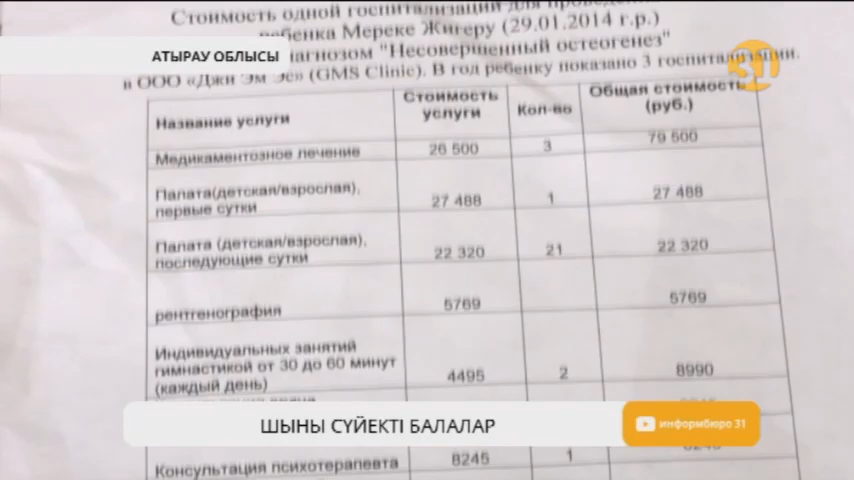 Стоимость одной госпитализации для
ребенка Мереке Жигеру (29.01.2014 г.р.)
АТЫРАУ ОБЛЫСЫ
"Несовершенный остеогенез"
31
в ООО «Джи Эм Эс» (GMS Clinic). В год ребенку показано 3 госпитализации.
Название услуги Стоимость услуги Кол-во Общая стоимость (руб.)
Медикаментозное лечение 26 500 3 79 500
Палата(детская/взрослая), первые сутки 27 488 1 27 488
Палата (детская/взрослая), последующие сутки 22 320 21 22 320
рентгенография 5769 5769
Индивидуальных занятий
гимнастикой от 30 до 60 минут
(каждый день) 4495 2 8990
ШЫНЫ СҮЙЕКТІ БАЛАЛАР
информбюро 31
Консультация психотерапевта 8245 1